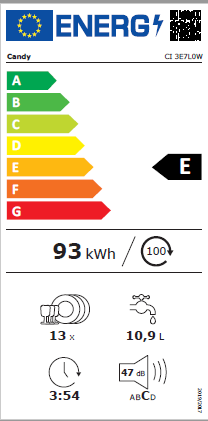 ENERG
Candy CI 3E7L0W
A
B
C
D
E
E
F
G
93 kWh / 100
13 x 10,9 L
47 dB
3:54 ABCD
2019/2017